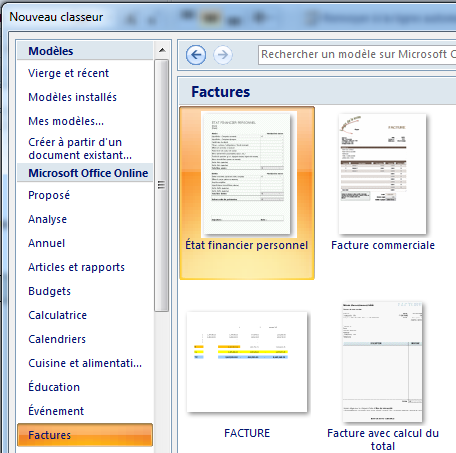 Nouveau classeur
Modèles
Vierge et récent
Modèles installés
Mes modèles...
Créer à partir d'un
document existant...
Microsoft Office Online
Proposé
Analyse
Annuel
Articles et rapports
Budgets
Calculatrice
Calendriers
Cuisine et alimentati...
Éducation
Événement
Factures
Rechercher un modèle sur Microsoft O
Factures
ÉTAT FINANCIER PERSONNEL
État financier personnel
FACTURE
Facture commerciale
FACTURE
FACTURE
Facture avec calcul du
total